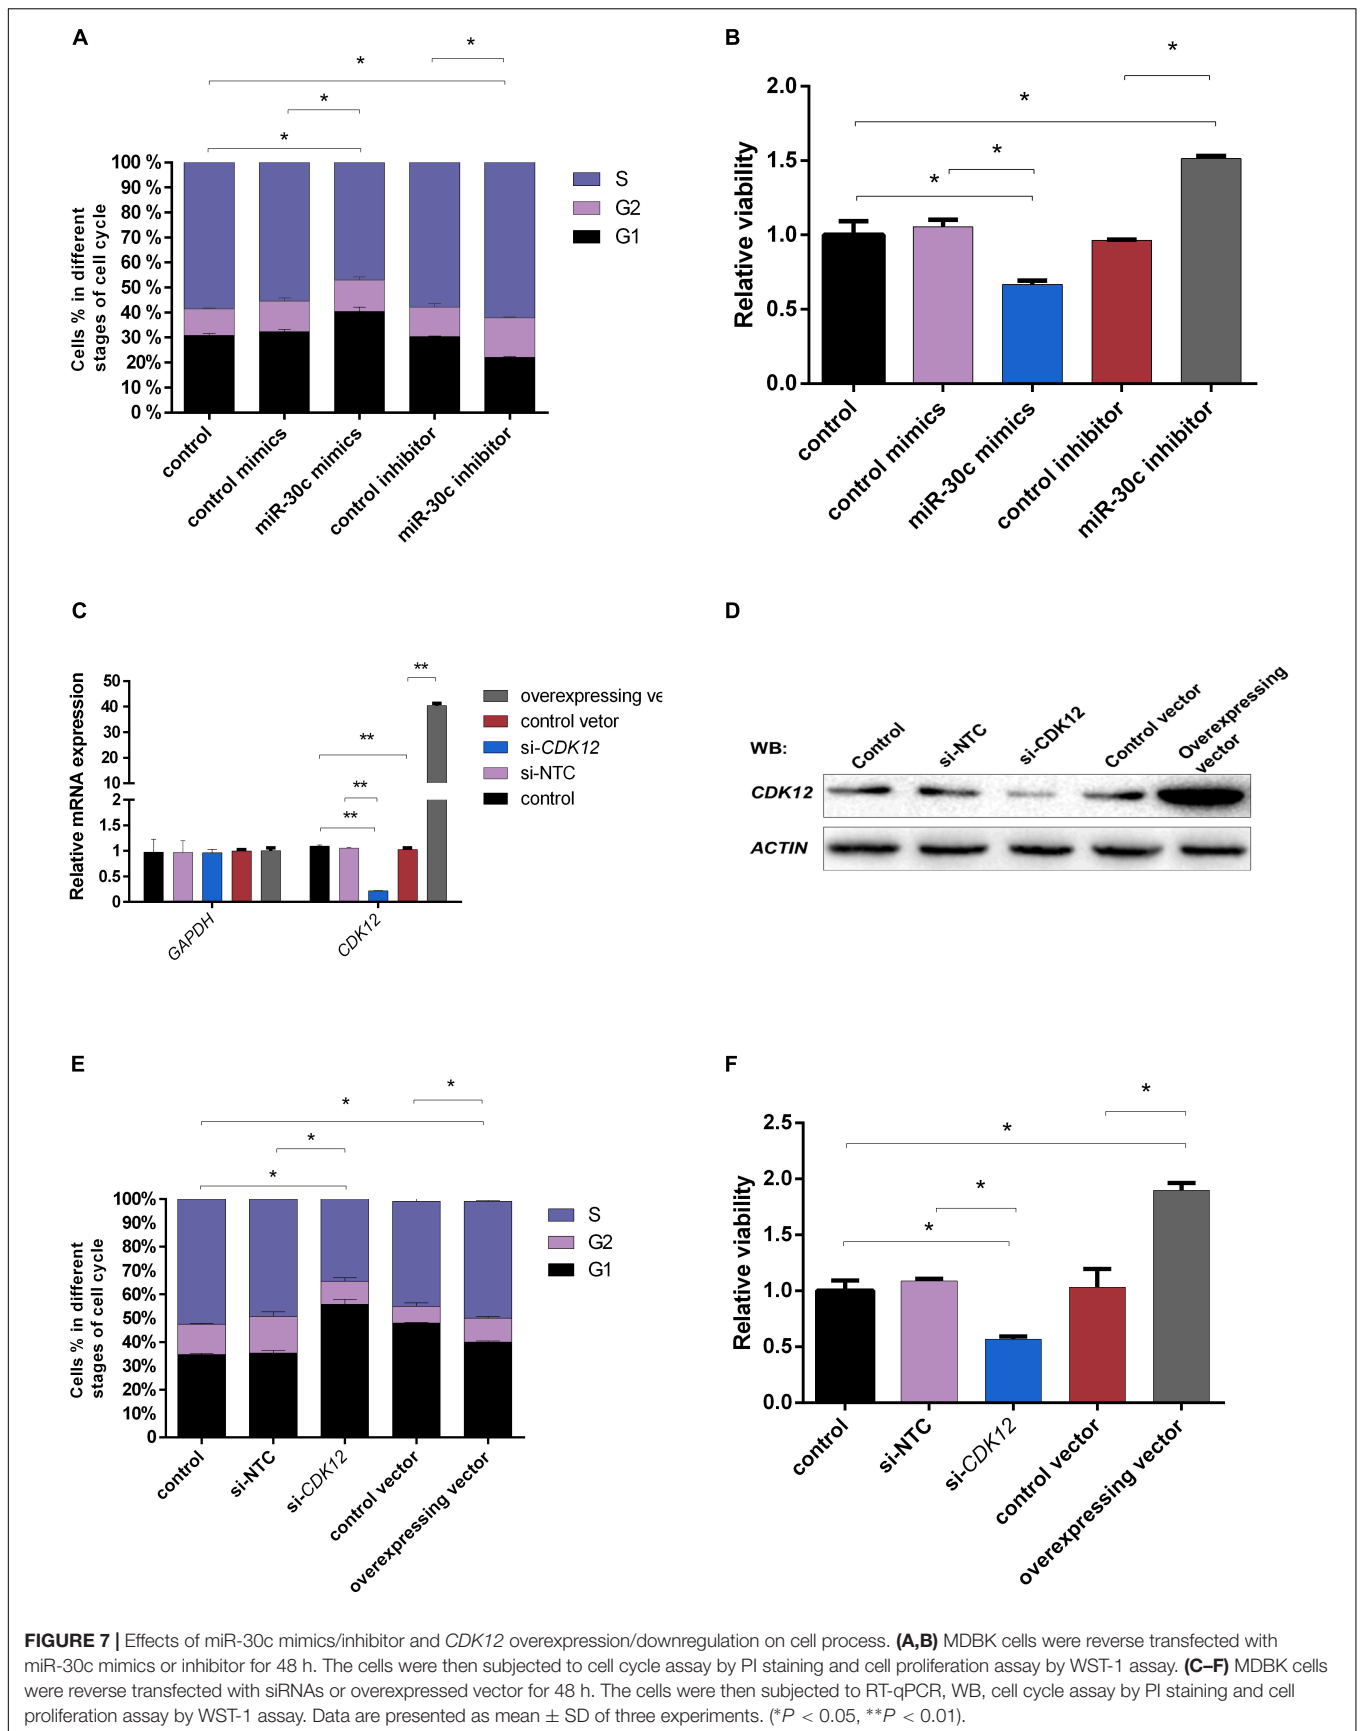 A
*
*
*
*
100 %
90 %
80 %
70 %
60 %
50 %
40 %
30 %
20%
10 %
0 %
Cells % in different
stages of cell cycle
S
G2
G1
control
control mimics
miR-30c mimics
control inhibitor
miR-30c inhibitor
B
*
*
*
*
2.0
1.5
1.0
0.5
0.0
Relative viability
control
control mimics
miR-30c mimics
control inhibitor
miR-30c inhibitor
C
**
**
**
**
50
40
30
20
10
2
1.5
1
0.5
0
Relative mRNA expression
overexpressing ve
control vetor
si-CDK12
si-NTC
control
GAPDH
CDK12
D
WB:
Control
si-NTC
si-CDK12
Control vector
Overexpressing
vector
CDK12
ACTIN
E
*
*
*
*
100%
90%
80%
70%
60%
50%
40%
30%
20%
10%
0
Cells % in different
stages of cell cycle
S
G2
G1
control
si-NTC
si-CDK12
control vector
overexpressing vector
F
*
*
*
*
2.5
2.0
1.5
1.0
0.5
0.0
Relative viability
control
si-NTC
si-CDK12
control vector
overexpressing vector
FIGURE 7 | Effects of miR-30c mimics/inhibitor and CDK12 overexpression/downregulation on cell process. (A,B) MDBK cells were reverse transfected with
miR-30c mimics or inhibitor for 48 h. The cells were then subjected to cell cycle assay by PI staining and cell proliferation assay by WST-1 assay. (C–F) MDBK cells
were reverse transfected with siRNAs or overexpressed vector for 48 h. The cells were then subjected to RT-qPCR, WB, cell cycle assay by PI staining and cell
proliferation assay by WST-1 assay. Data are presented as mean ± SD of three experiments. (*P < 0.05, **P < 0.01).